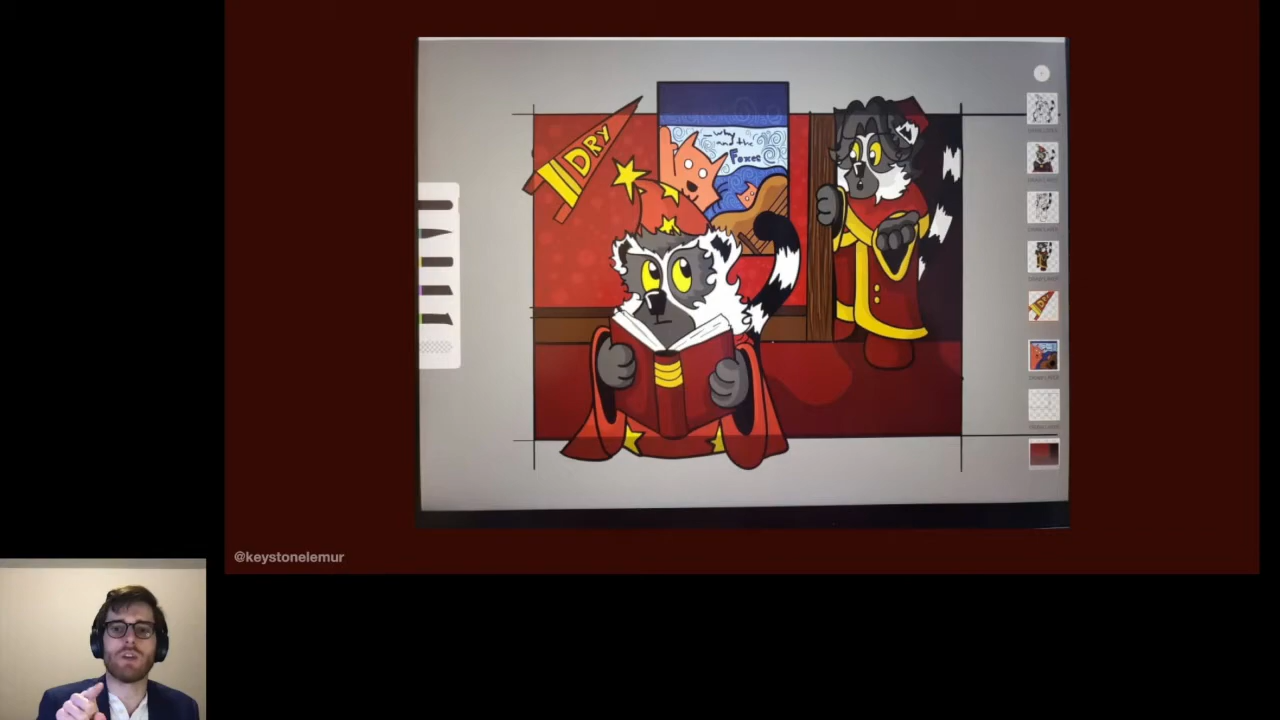 DRY
—why
and the
Foxes
@keystonelemur